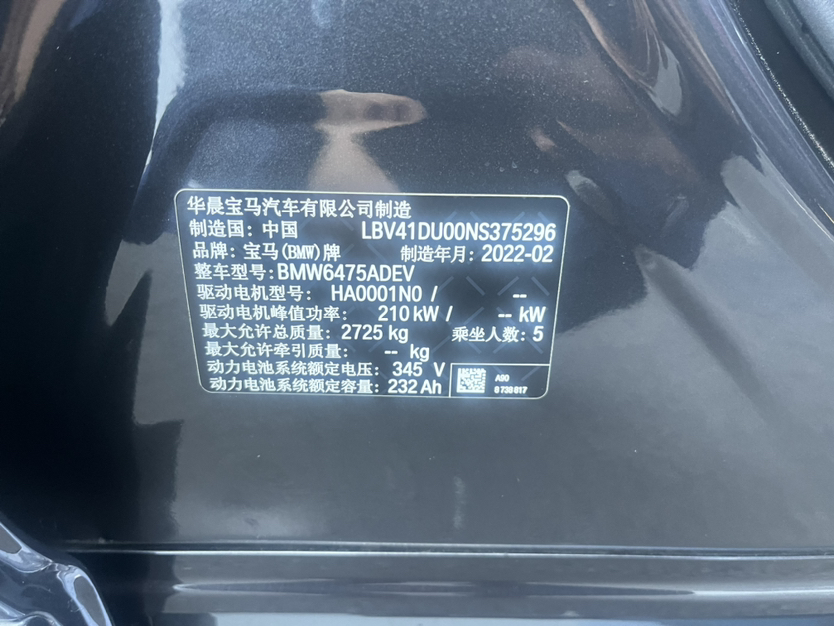 华晨宝马汽车有限公司制造
制造国: 中国 LBV41DU00NS375296
品牌: 宝马(BMW)牌 制造年月: 2022-02
整车型号: BMW6475ADEV
驱动电机型号: HA0001N0 / --
驱动电机峰值功率: 210 kW / -- kW
最大允许总质量: 2725 kg 乘坐人数: 5
最大允许牵引质量: -- kg
动力电池系统额定电压: 345 V
动力电池系统额定容量: 232 Ah
A90
8 738 817